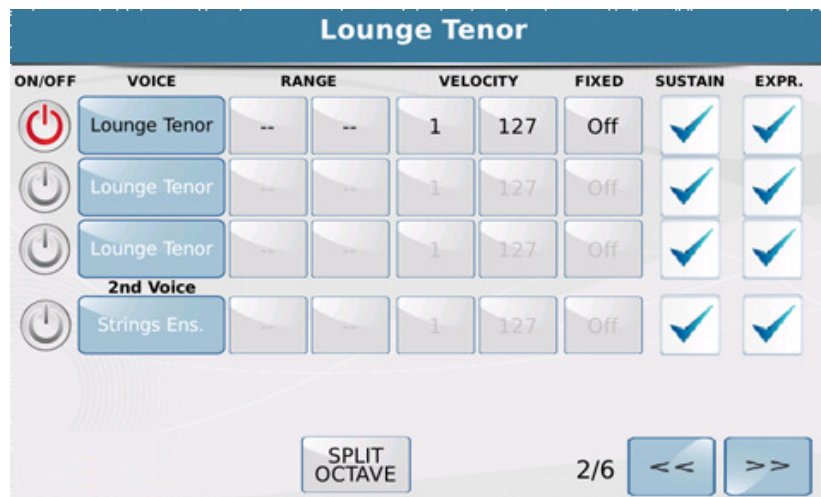 Lounge Tenor
ON/OFF VOICE RANGE VELOCITY FIXED SUSTAIN EXPR.
Lounge Tenor -- -- 1 127 Off
Lounge Tenor -- -- 1 127 Off
Lounge Tenor -- -- 1 127 Off
2nd Voice
Strings Ens. -- -- 1 127 Off
SPLIT
OCTAVE
2/6 << >>